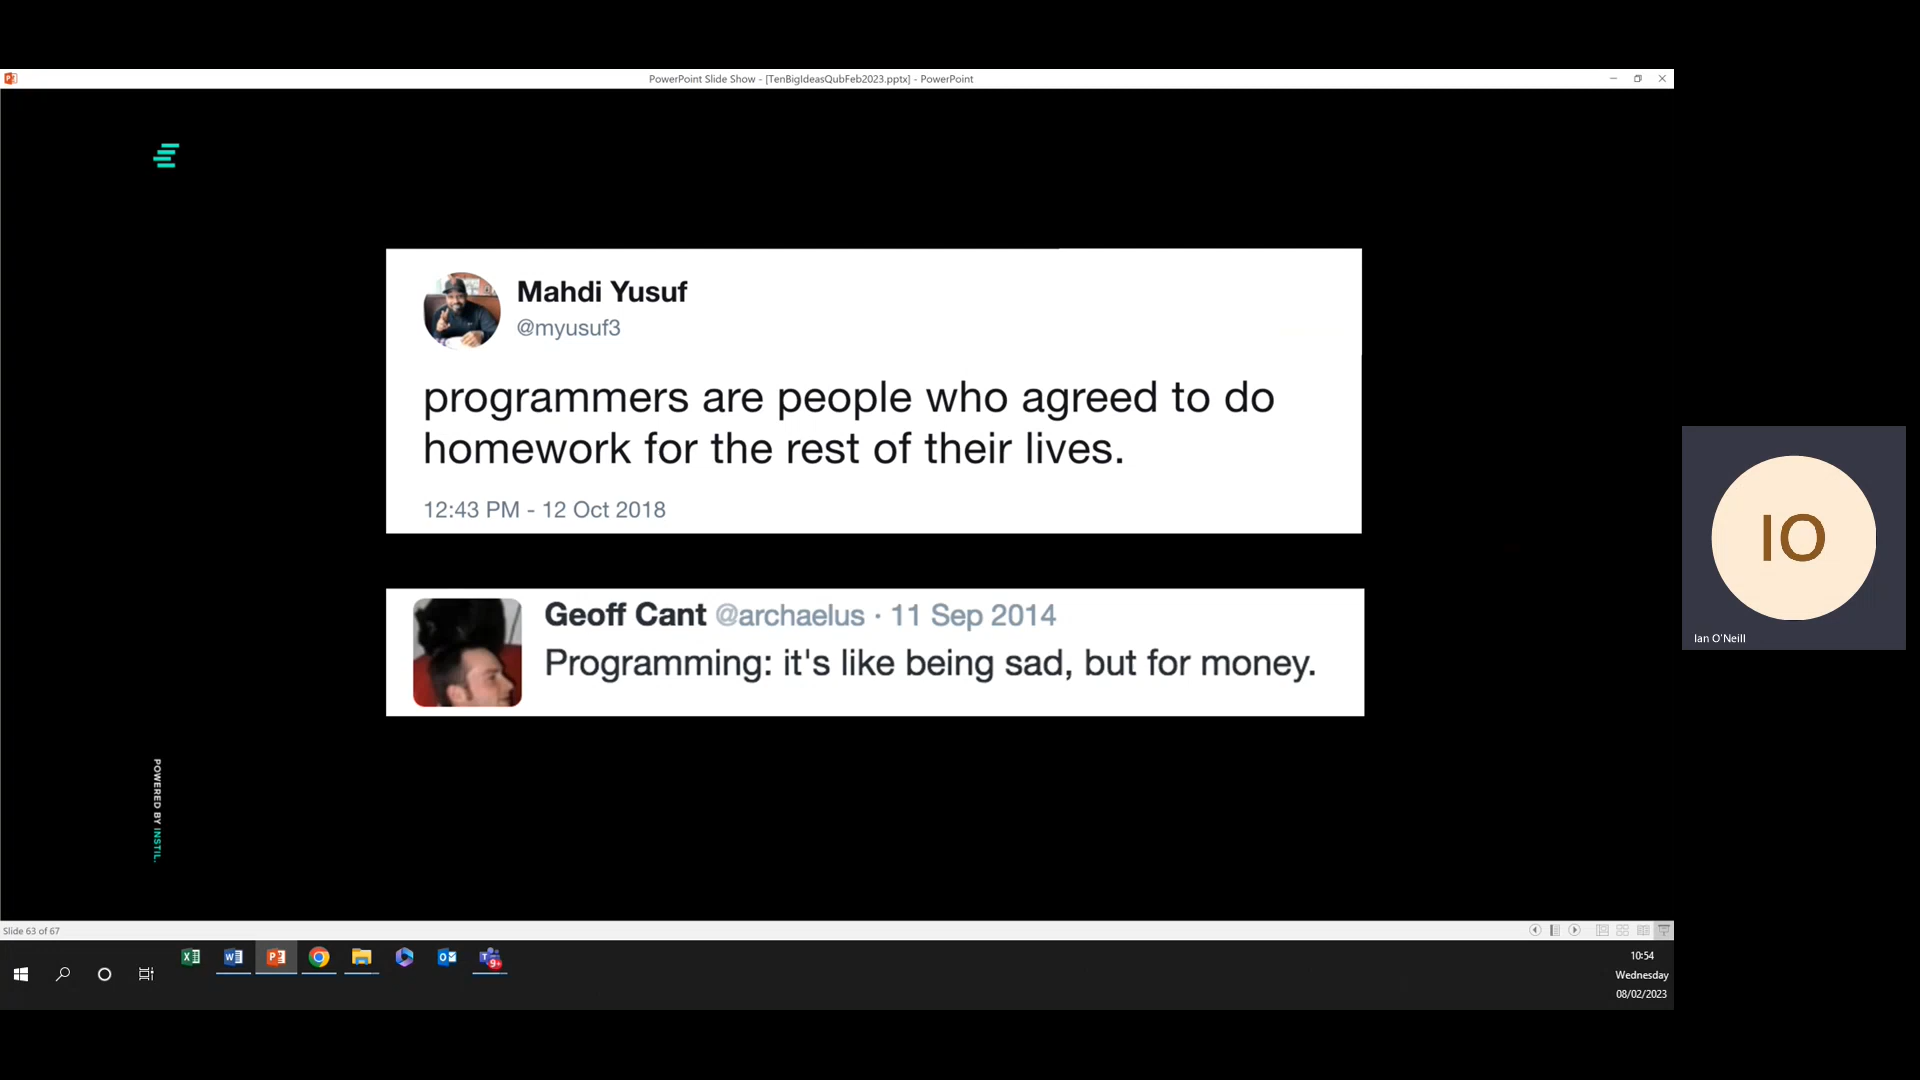 PowerPoint Slide Show - [TenBigIdeasQubFeb2023.pptx] - PowerPoint
Mahdi Yusuf
@myusuf3
programmers are people who agreed to do
homework for the rest of their lives.
12:43 PM - 12 Oct 2018
Geoff Cant @archaelus · 11 Sep 2014
Programming: it's like being sad, but for money.
POWERED BY INSTIL.
IO
Ian O'Neill
Slide 63 of 67
9+
10:54
Wednesday
08/02/2023